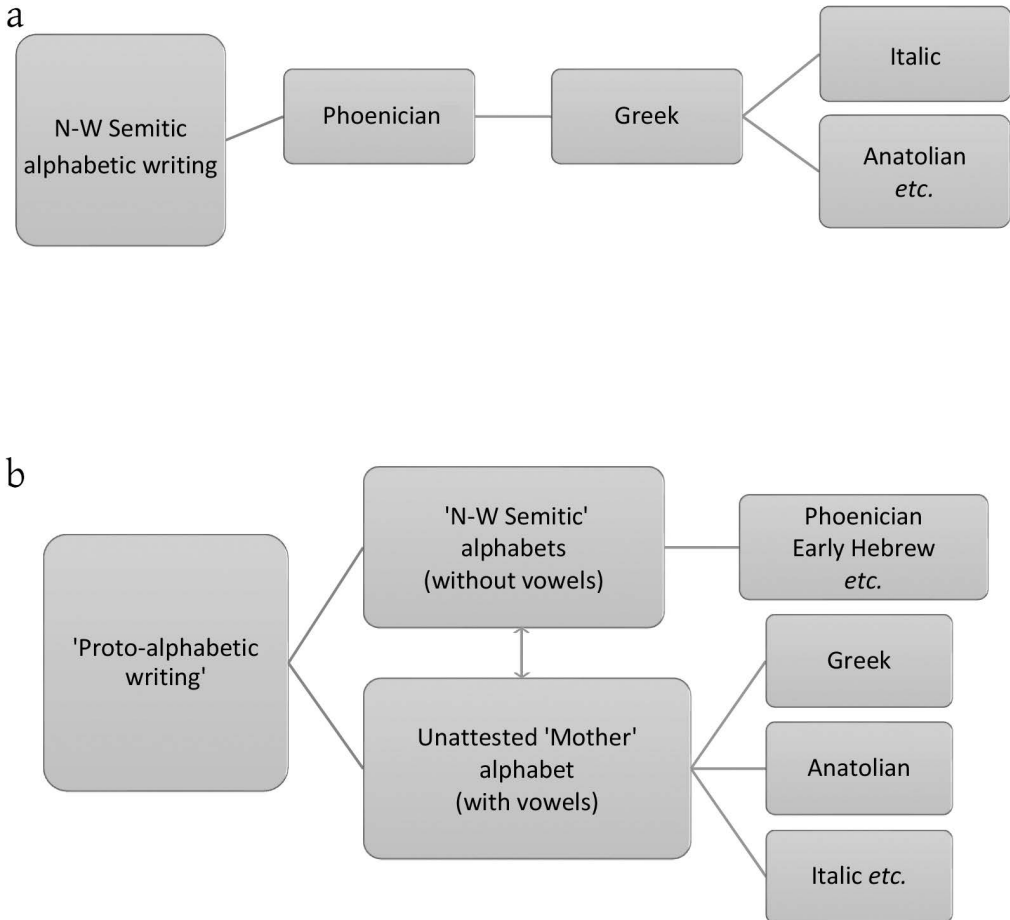 a
N-W Semitic
alphabetic writing
Phoenician
Greek
Italic
Anatolian
etc.
b
'Proto-alphabetic
writing'
'N-W Semitic'
alphabets
(without vowels)
Phoenician
Early Hebrew
etc.
Unattested 'Mother'
alphabet
(with vowels)
Greek
Anatolian
Italic etc.